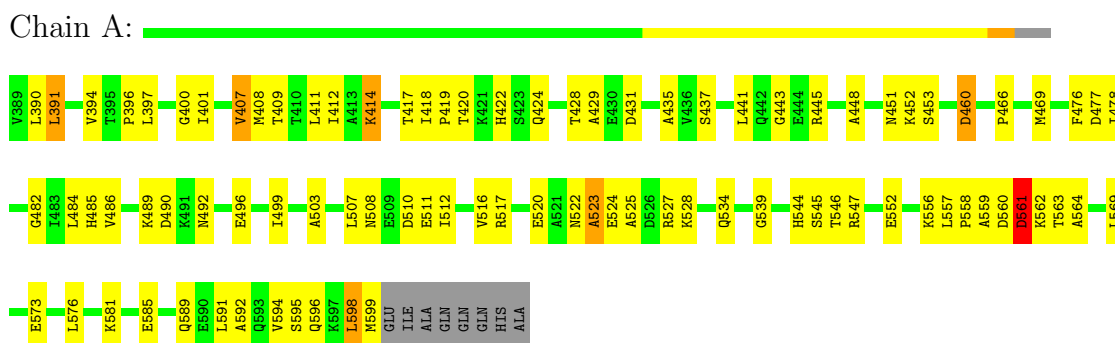 Chain A:
V389 L390 L391 V394 T395 P396 L397 G400 I401 V407 M408 T409 T410 L411 I412 A413 K414 T417 I418 P419 T420 K421 H422 S423 Q424 T428 A429 E430 D431 A435 V436 S437 L441 Q442 G443 E444 R445 A448 N451 K452 S453 D460 P466 M469 F476 D477 I478
G482 I483 L484 H485 V486 K489 D490 K491 N492 E496 I499 A503 L507 N508 E509 D510 E511 I512 V516 R517 E520 A521 N522 A523 E524 A525 D526 R527 K528 Q534 G539 H544 S545 T546 R547 E552 K556 L557 P558 A559 D560 D561 K562 T563 A564
E573 L576 K581 E585 Q589 E590 L591 A592 Q593 V594 S595 Q596 K597 L598 M599 GLU ILE ALA GLN GLN GLN HIS ALA